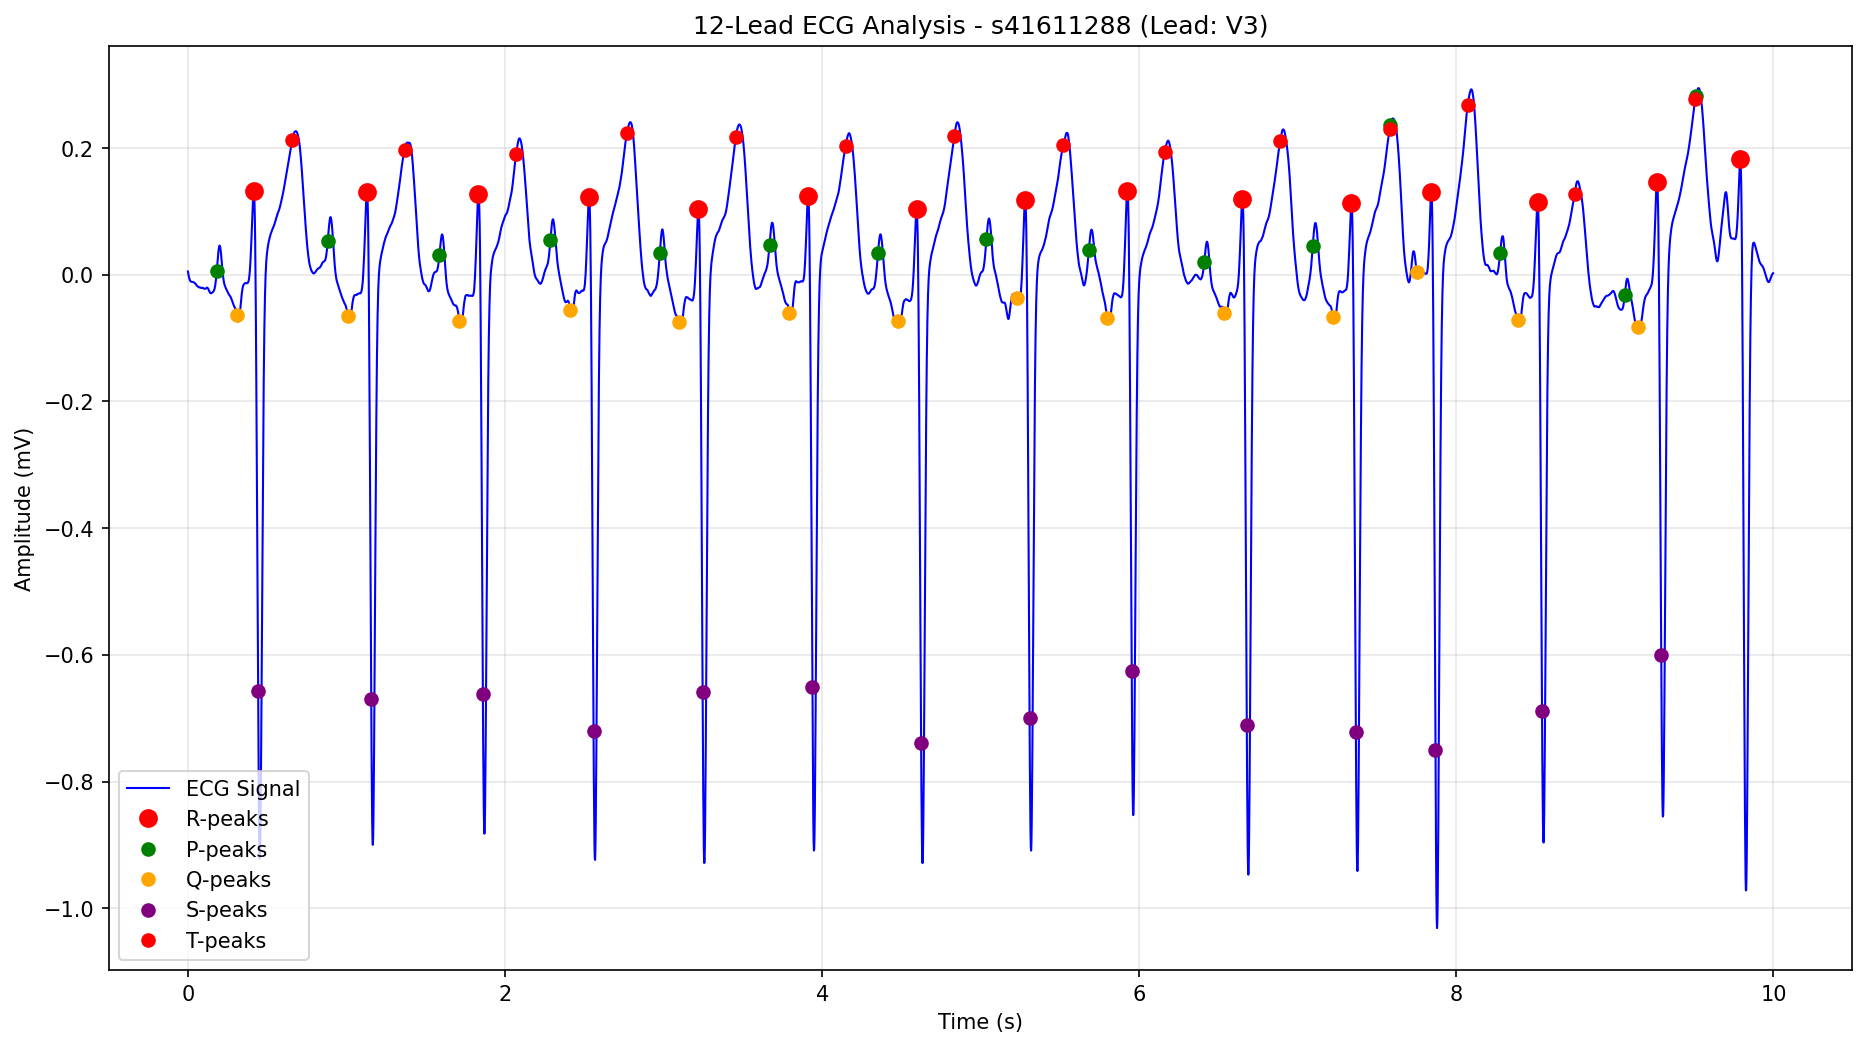 12-Lead ECG Analysis - s41611288 (Lead: V3)
Amplitude (mV)
0.2
0.0
−0.2
−0.4
−0.6
−0.8
−1.0
ECG Signal
R-peaks
P-peaks
Q-peaks
S-peaks
T-peaks
0 2 4 6 8 10
Time (s)